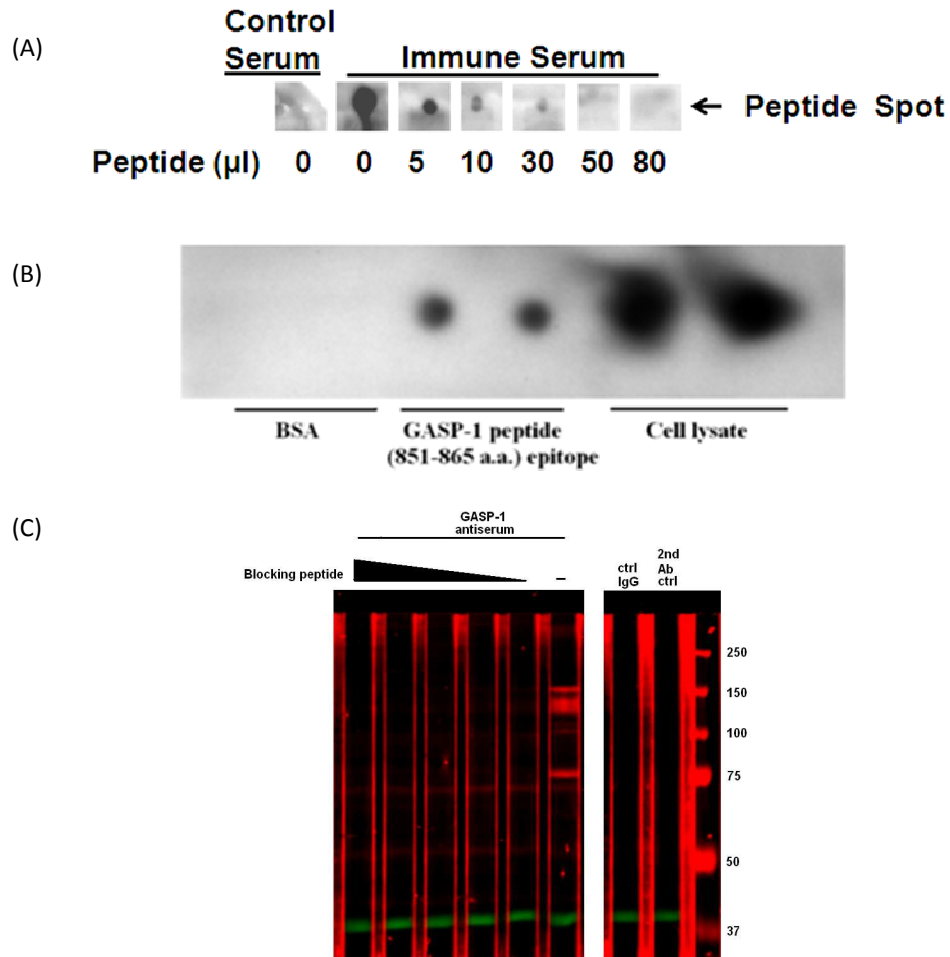 (A)
Control
Serum
Immune Serum
← Peptide Spot
Peptide (µl) 0 0 5 10 30 50 80
(B)
BSA
GASP-1 peptide
(851-865 a.a.) epitope
Cell lysate
(C)
GASP-1
antiserum
Blocking peptide
–
ctrl
IgG
2nd
Ab
ctrl
250
150
100
75
50
37